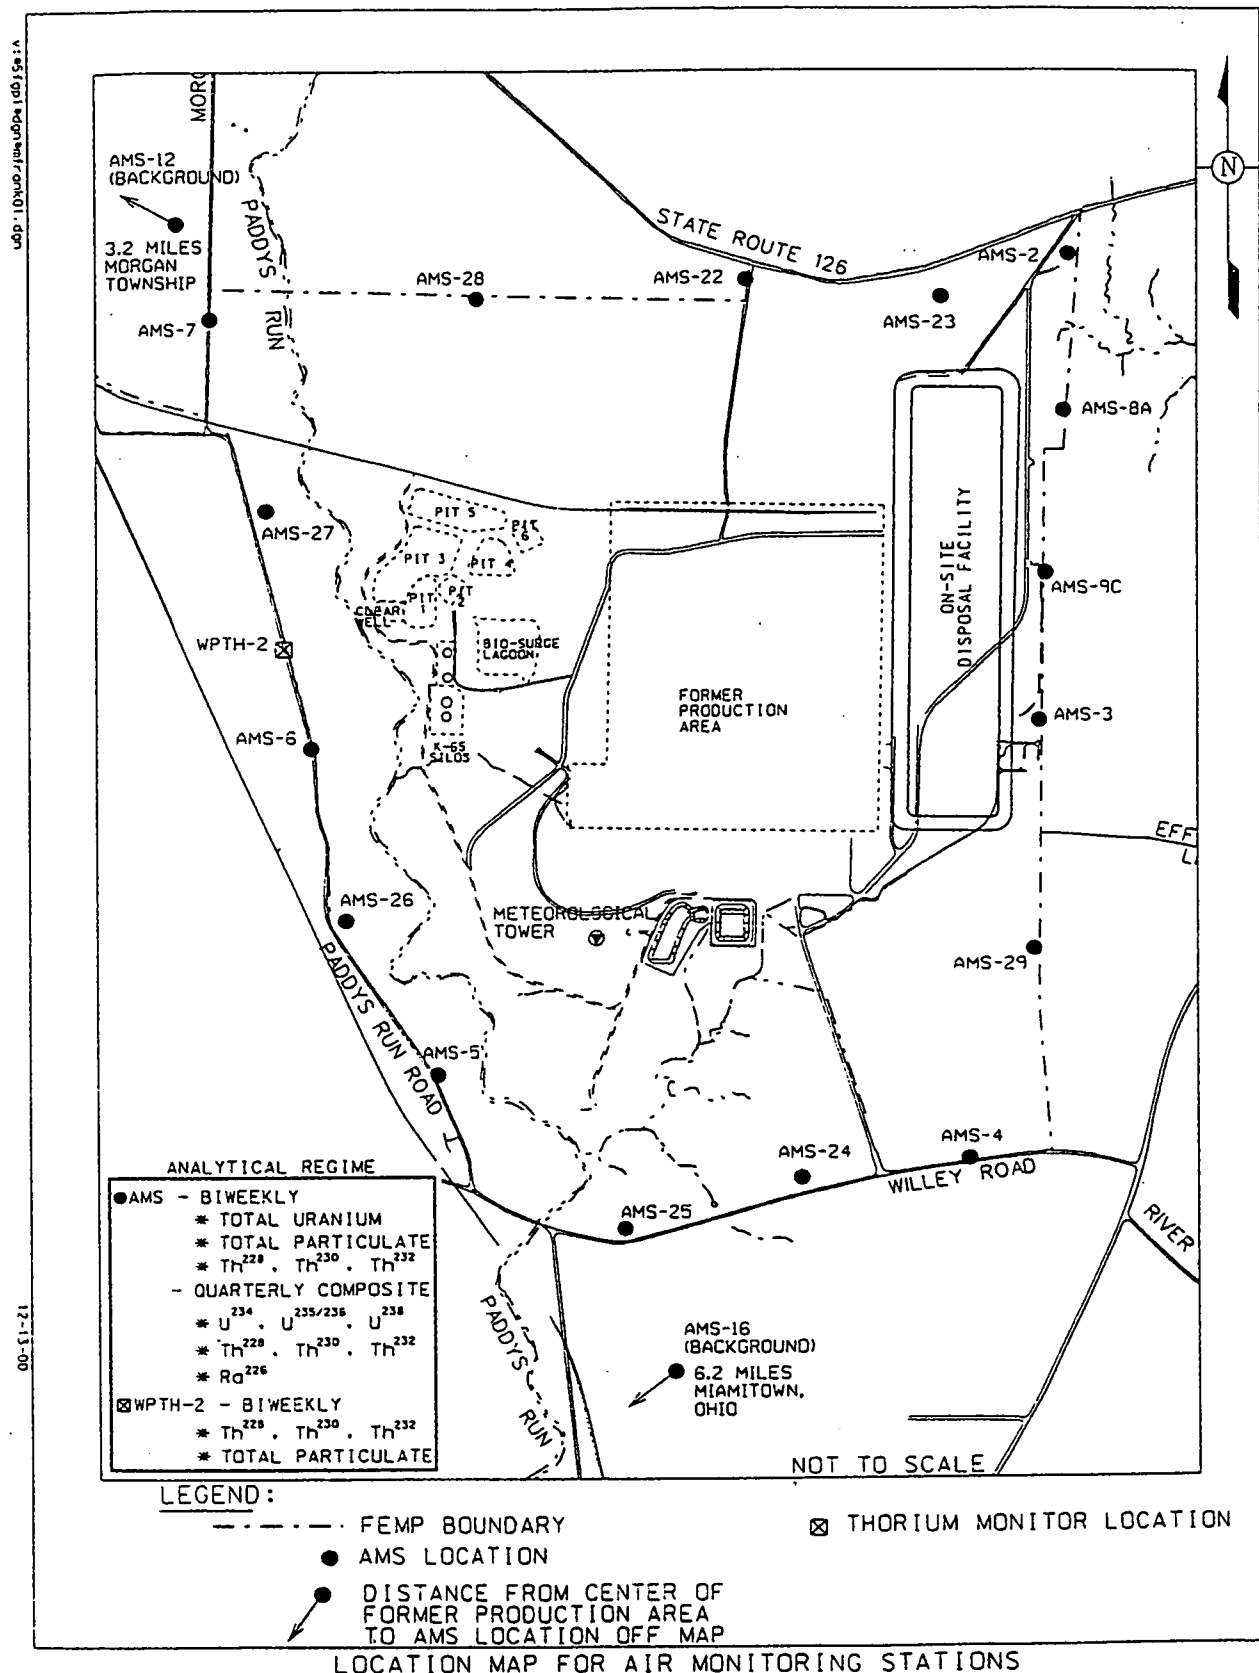 MORG
N
AMS-12
(BACKGROUND)
3.2 MILES
MORGAN
TOWNSHIP
PADDYS RUN
STATE ROUTE 126
AMS-2
AMS-28
AMS-22
AMS-23
AMS-7
AMS-8A
AMS-27
PIT 5
PIT 6
PIT 3
PIT 4
PIT 1
PIT 2
WPTH-2
BIO-SURGE
LAGOON
ON-SITE
DISPOSAL FACILITY
AMS-9C
FORMER
PRODUCTION
AREA
AMS-3
AMS-6
K-65
SILOS
EFF
L
AMS-26
METEOROLOGICAL
TOWER
AMS-29
PADDYS RUN ROAD
AMS-5
AMS-24
AMS-4
WILLEY ROAD
AMS-25
RIVER
PADDYS RUN
AMS-16
(BACKGROUND)
6.2 MILES
MIAMITOWN,
OHIO
ANALYTICAL REGIME
AMS - BIWEEKLY
* TOTAL URANIUM
* TOTAL PARTICULATE
* Th228, Th230, Th232
- QUARTERLY COMPOSITE
* U234, U235/236, U238
* Th228, Th230, Th232
* Ra226
WPTH-2 - BIWEEKLY
* Th228, Th230, Th232
* TOTAL PARTICULATE
NOT TO SCALE
12-13-00
LEGEND:
FEMP BOUNDARY
THORIUM MONITOR LOCATION
AMS LOCATION
DISTANCE FROM CENTER OF
FORMER PRODUCTION AREA
TO AMS LOCATION OFF MAP
LOCATION MAP FOR AIR MONITORING STATIONS